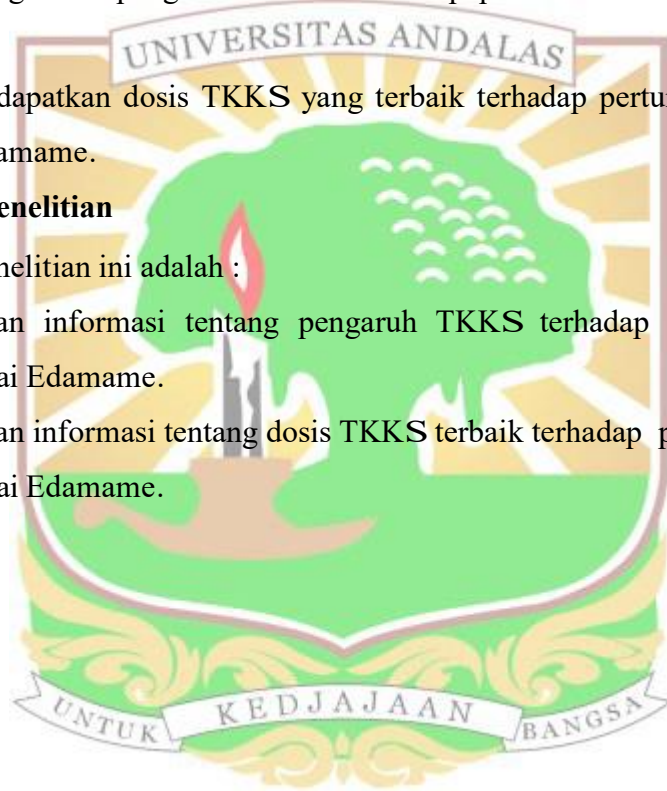 UNIVERSITAS ANDALAS
dapatkan dosis TKKS yang terbaik terhadap
amame.
enelitian
nelitian ini adalah :
an informasi tentang pengaruh TKKS terhadap
ai Edamame.
an informasi tentang dosis TKKS terbaik terhadap p
ai Edamame.
UNTUK KEDJAJAAN BANGSA